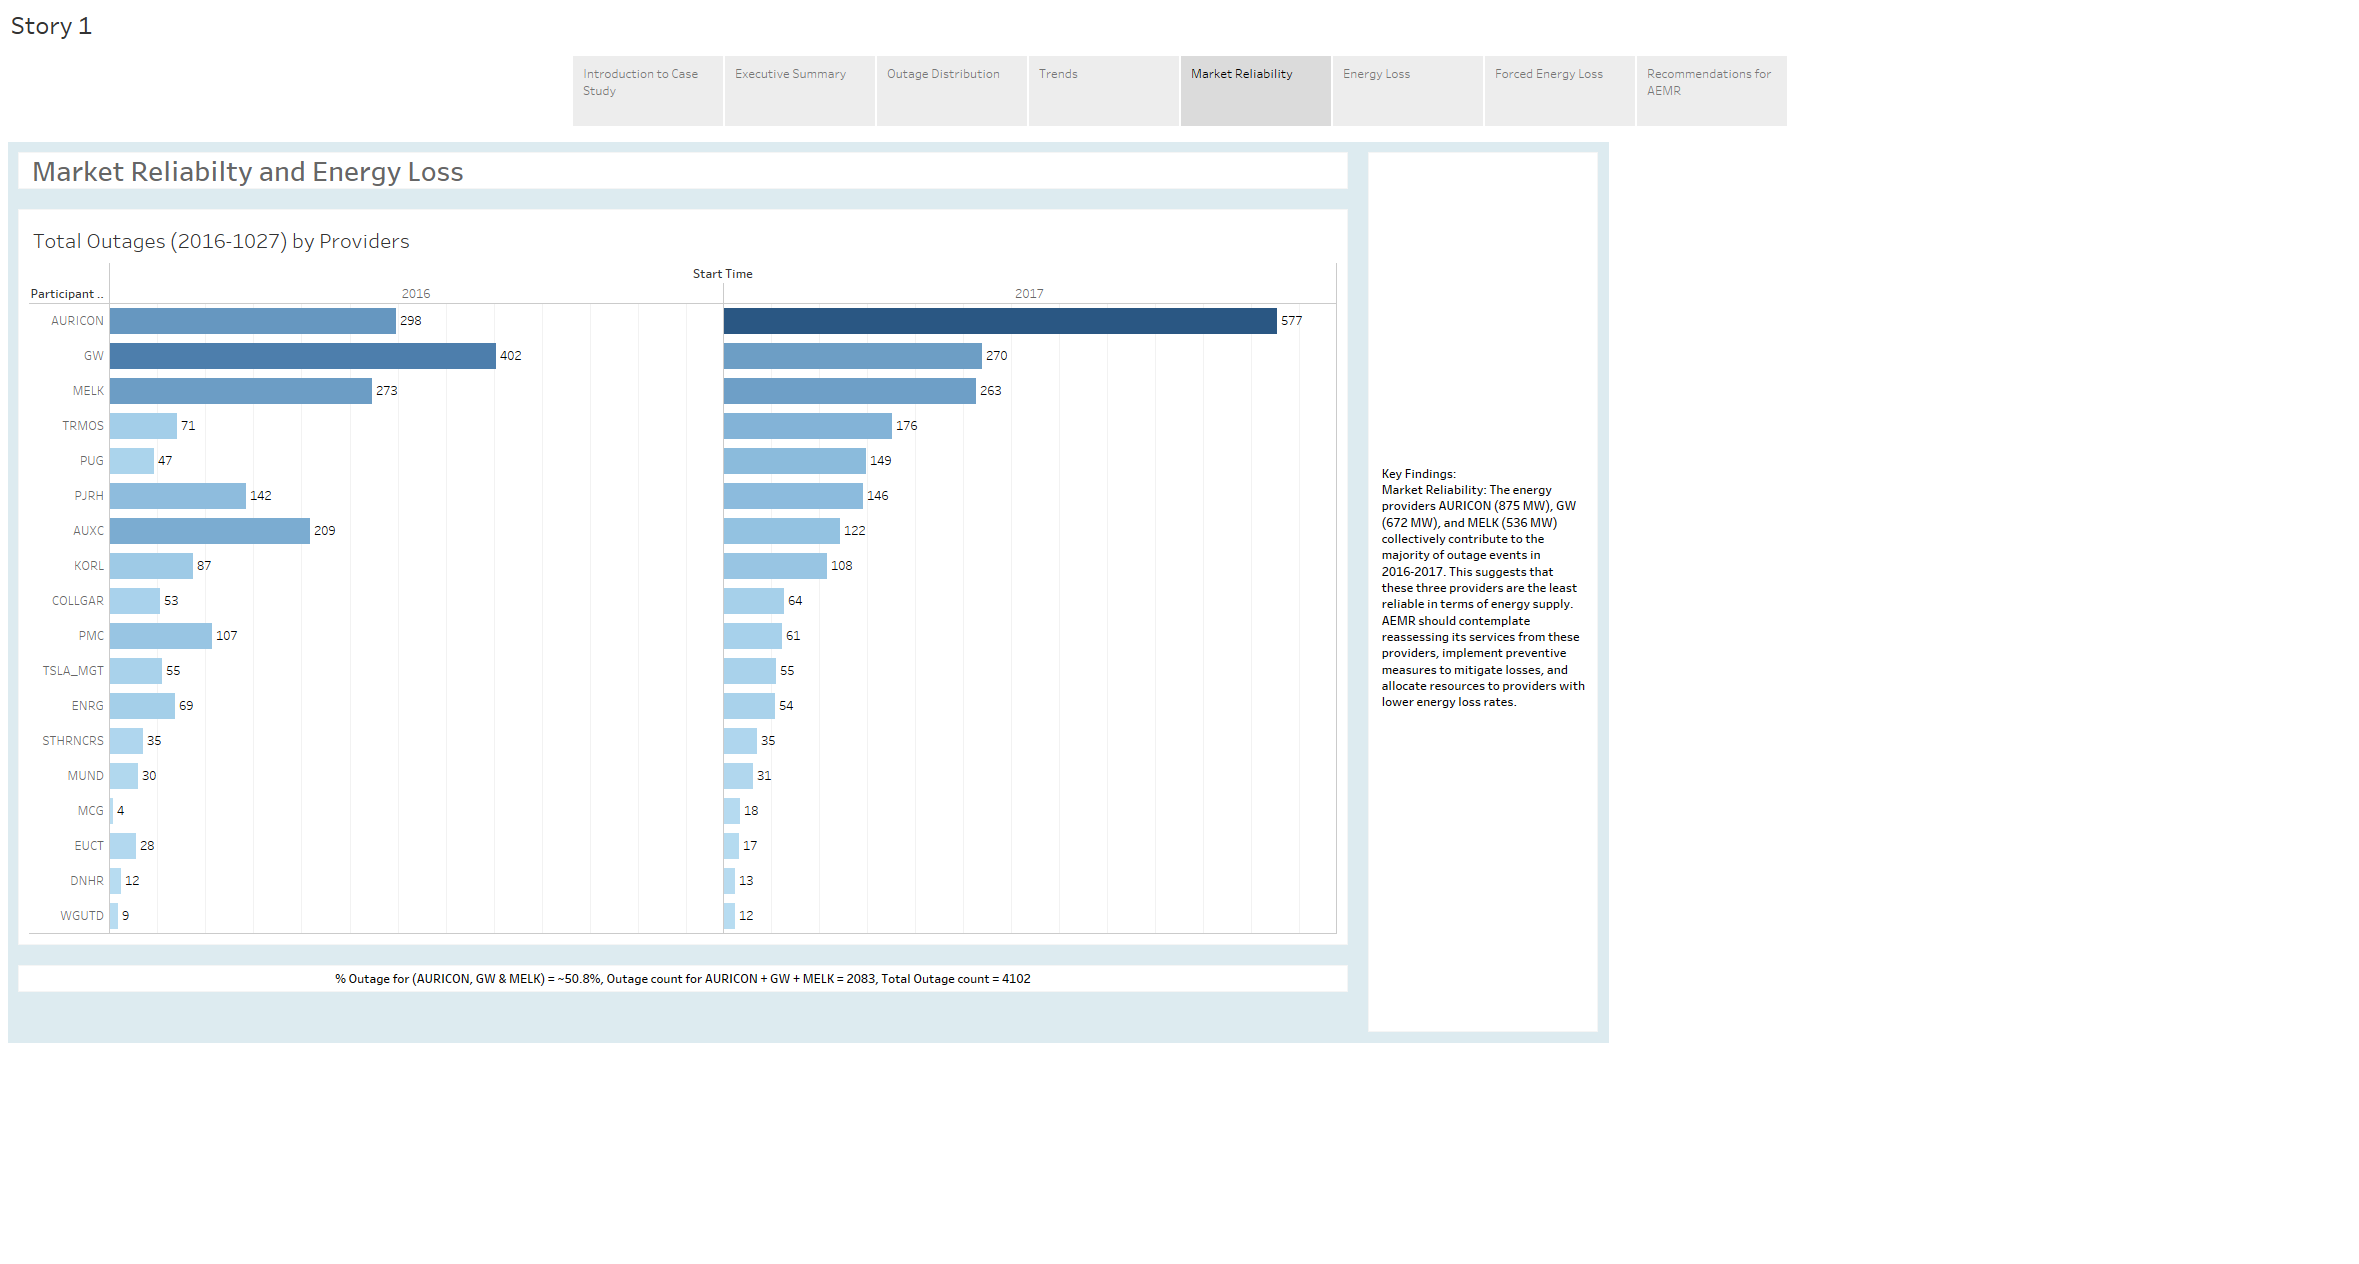 Story 1
Introduction to Case
Study
Executive Summary
Outage Distribution
Trends
Market Reliability
Energy Loss
Forced Energy Loss
Recommendations for
AEMR
Market Reliabilty and Energy Loss
Total Outages (2016-1027) by Providers
Start Time
Participant .. 2016 2017
AURICON 298 577
GW 402 270
MELK 273 263
TRMOS 71 176
PUG 47 149
PJRH 142 146
AUXC 209 122
KORL 87 108
COLLGAR 53 64
PMC 107 61
TSLA_MGT 55 55
ENRG 69 54
STHRNCRS 35 35
MUND 30 31
MCG 4 18
EUCT 28 17
DNHR 12 13
WGUTD 9 12
% Outage for (AURICON, GW & MELK) = ~50.8%, Outage count for AURICON + GW + MELK = 2083, Total Outage count = 4102
Key Findings:
Market Reliability: The energy
providers AURICON (875 MW), GW
(672 MW), and MELK (536 MW)
collectively contribute to the
majority of outage events in
2016-2017. This suggests that
these three providers are the least
reliable in terms of energy supply.
AEMR should contemplate
reassessing its services from these
providers, implement preventive
measures to mitigate losses, and
allocate resources to providers with
lower energy loss rates.